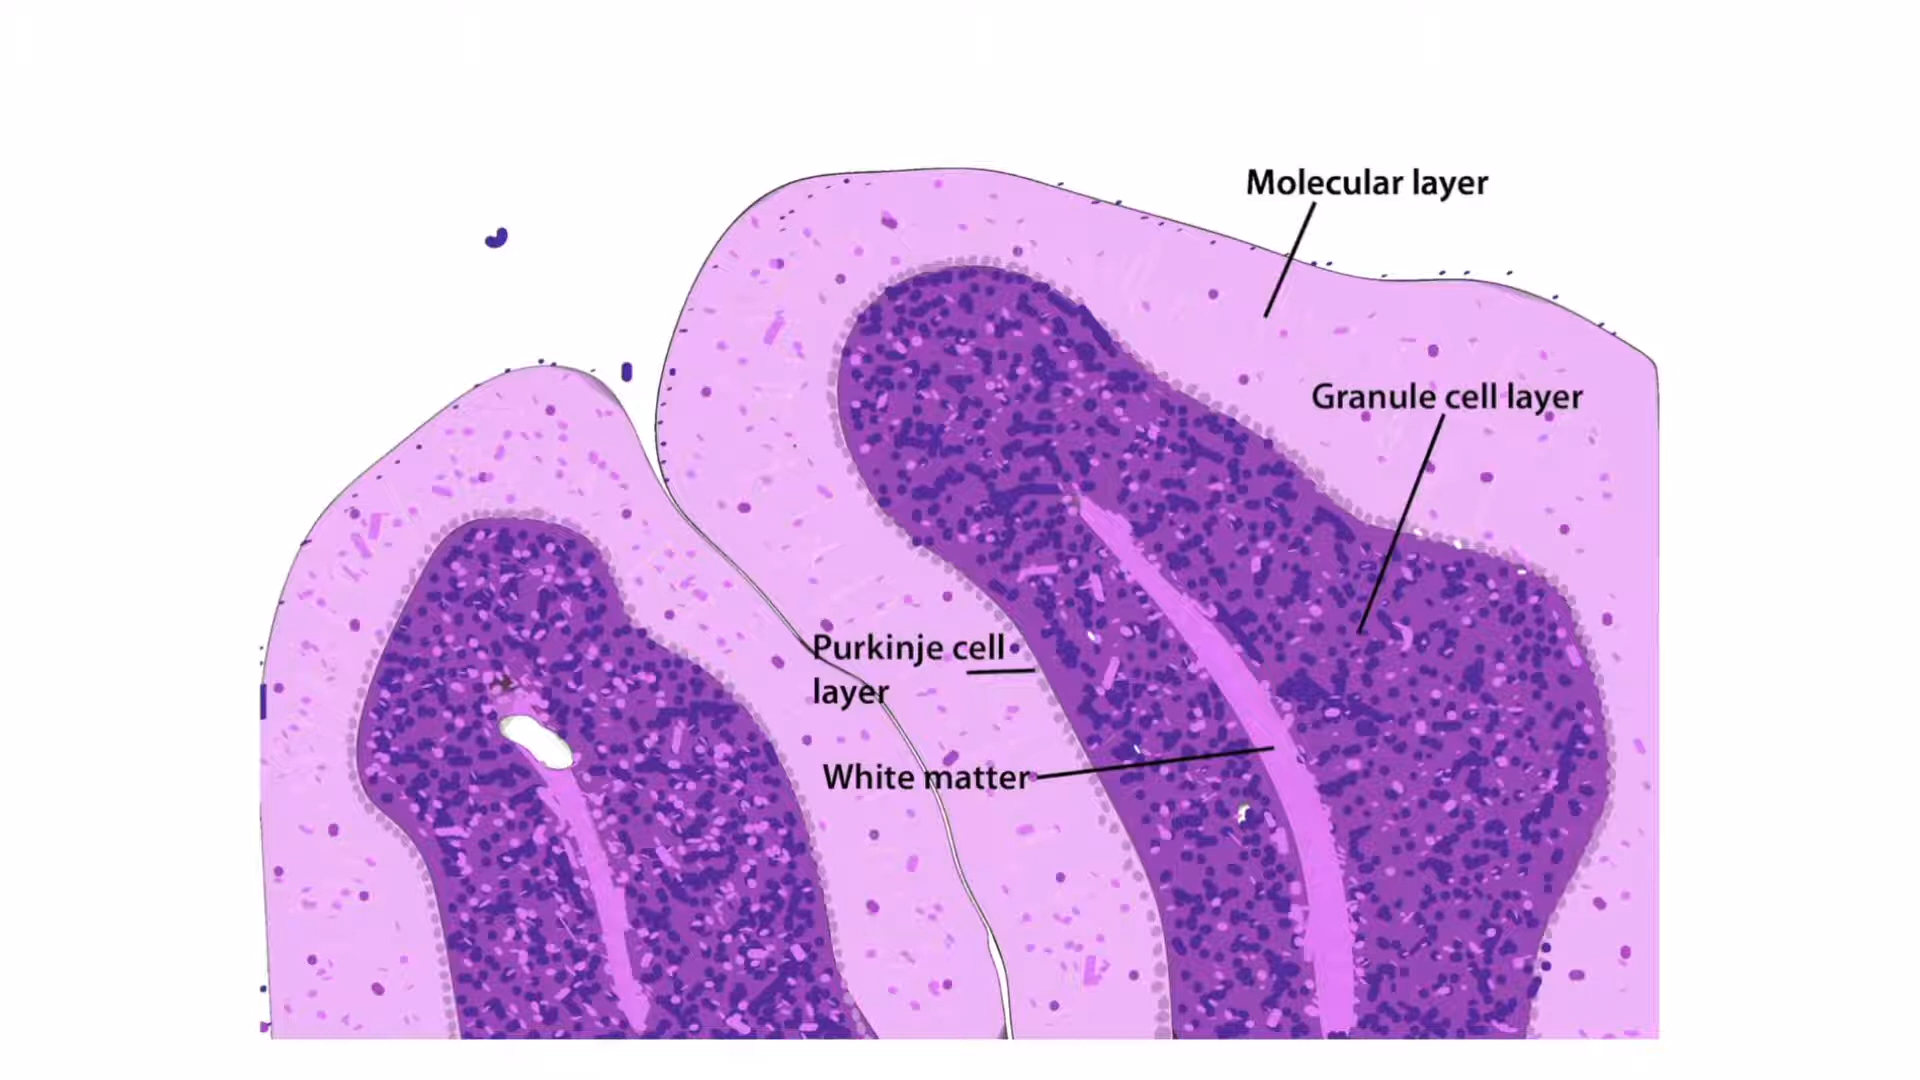 Molecular layer
Granule cell layer
Purkinje cell
layer
White matter